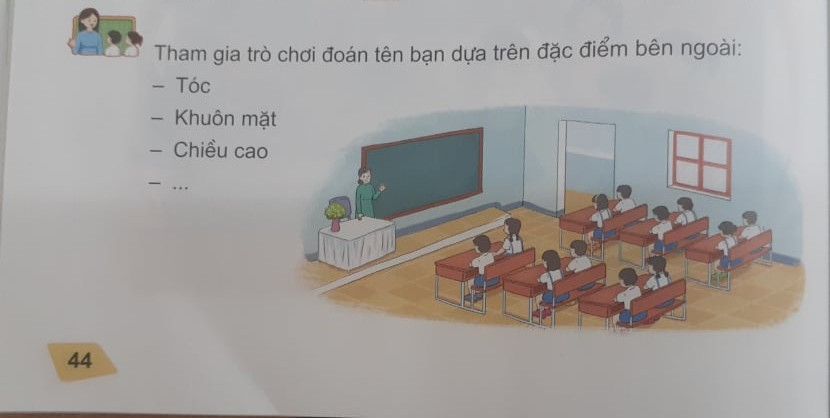 Tham gia trò chơi đoán tên bạn dựa trên đặc điểm bên ngoài:
– Tóc
– Khuôn mặt
– Chiều cao
– ...
44